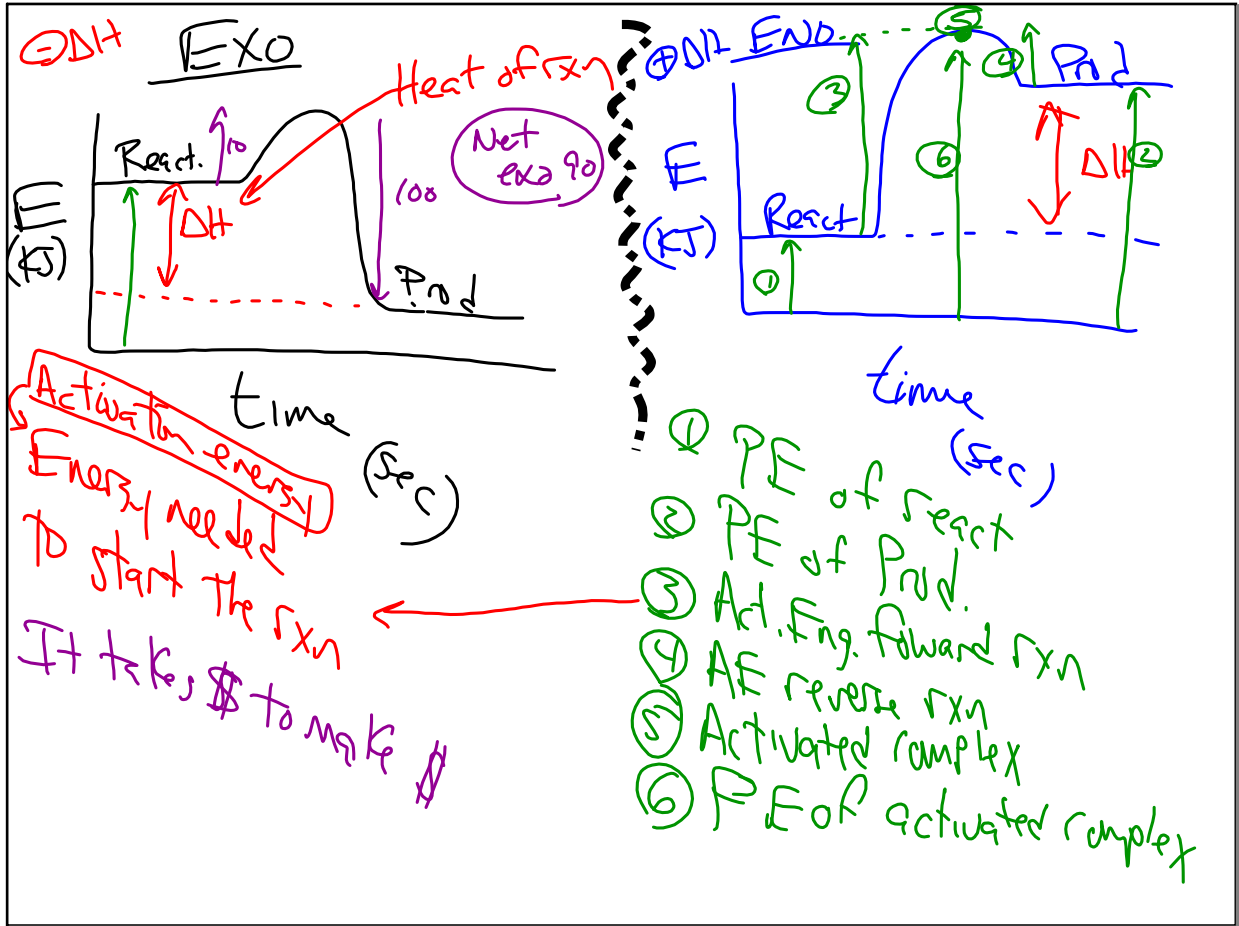 ⊖ΔH
EXO
Heat of rxn
React.
10
100
Net
exo 90
ΔH
E
(KJ)
Prod
time
(sec)
Activation energy
Energy needed
to start the rxn
It takes $ to make $
⊕ΔH
END.
⑤
④
Prod
③
E
(KJ)
⑥
ΔH
②
React
①
time
(sec)
① PE of react
② PE of Prod.
③ Act. Eng. foward rxn
④ AE reverse rxn
⑤ Activated complex
⑥ PE of activated complex